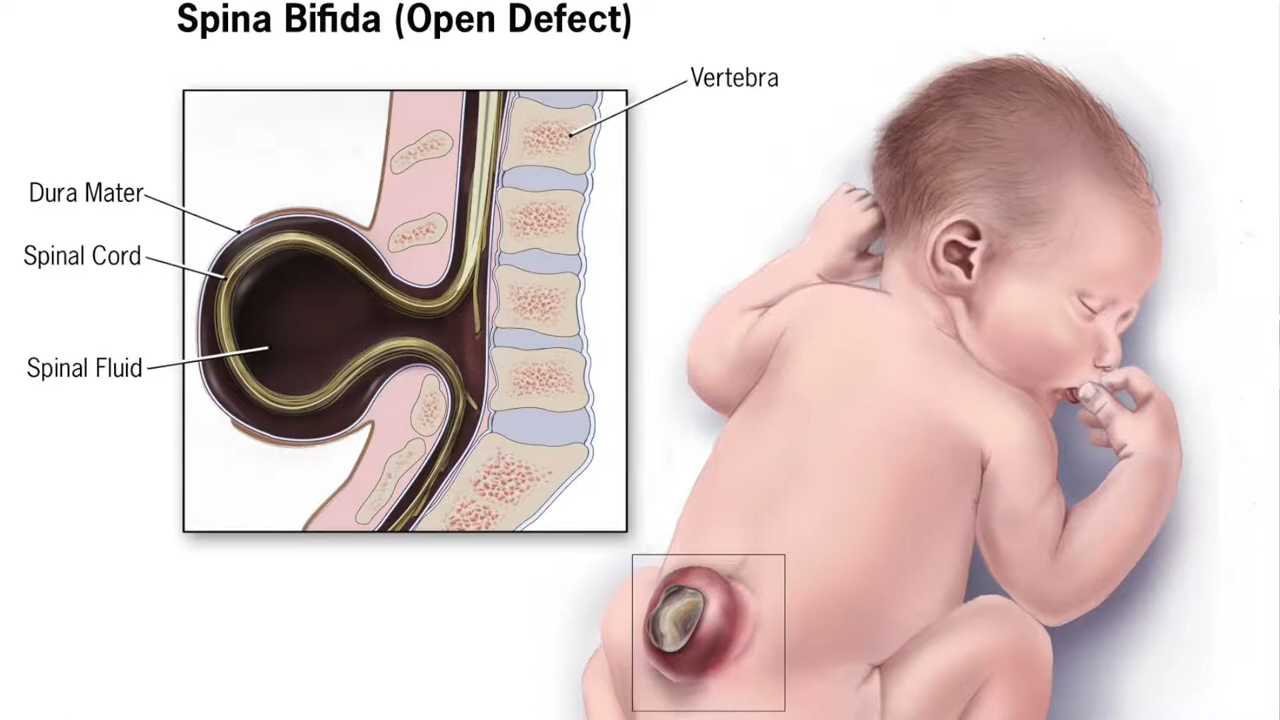 Spina Bifida (Open Defect)
Vertebra
Dura Mater
Spinal Cord
Spinal Fluid